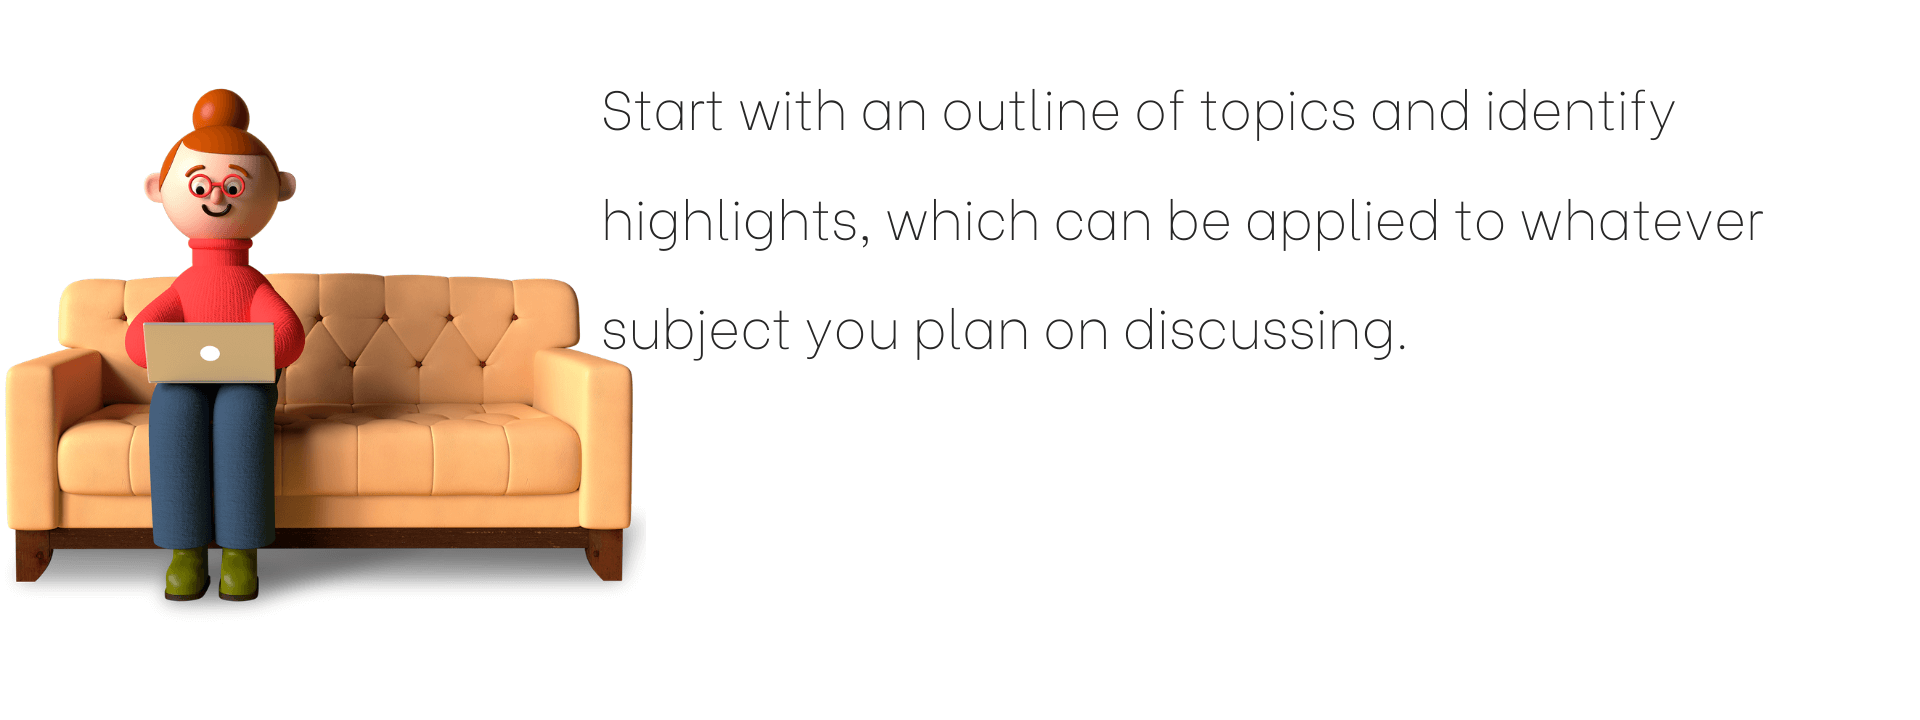 Start with an outline of topics and identify
highlights, which can be applied to whatever
subject you plan on discussing.